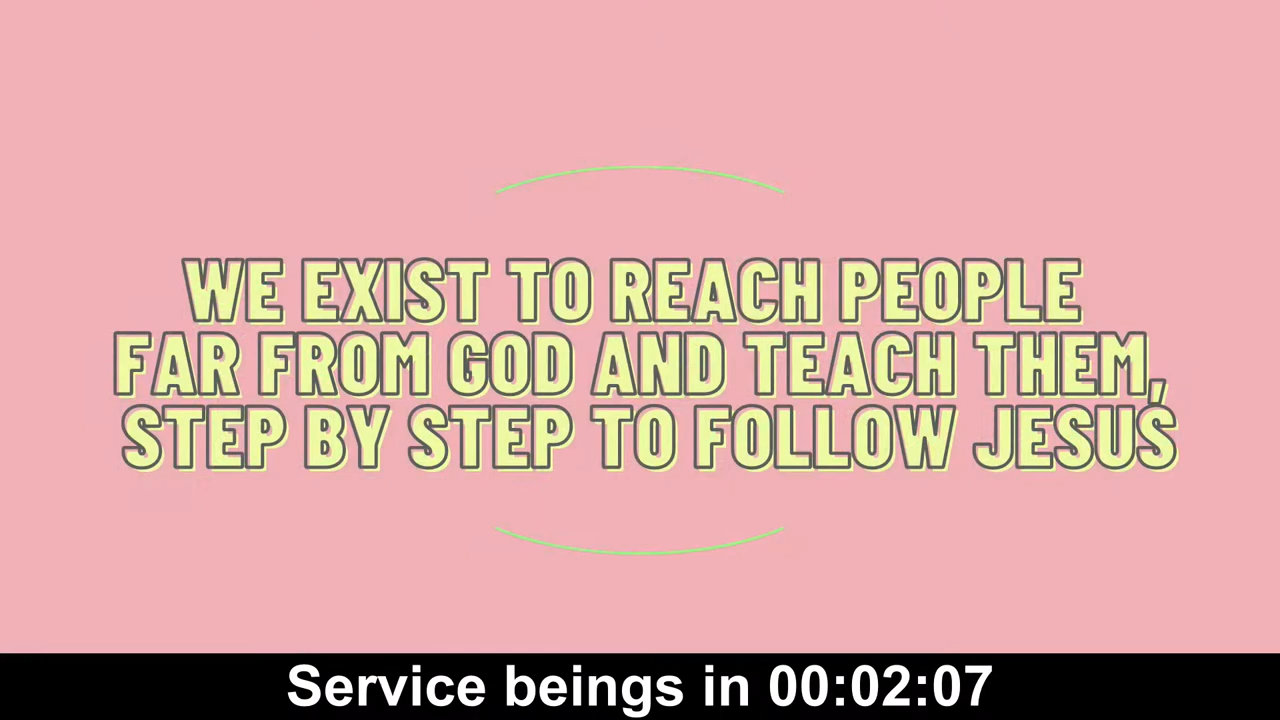 WE EXIST TO REACH PEOPLE
FAR FROM GOD AND TEACH THEM,
STEP BY STEP TO FOLLOW JESUS
Service beings in 00:02:07